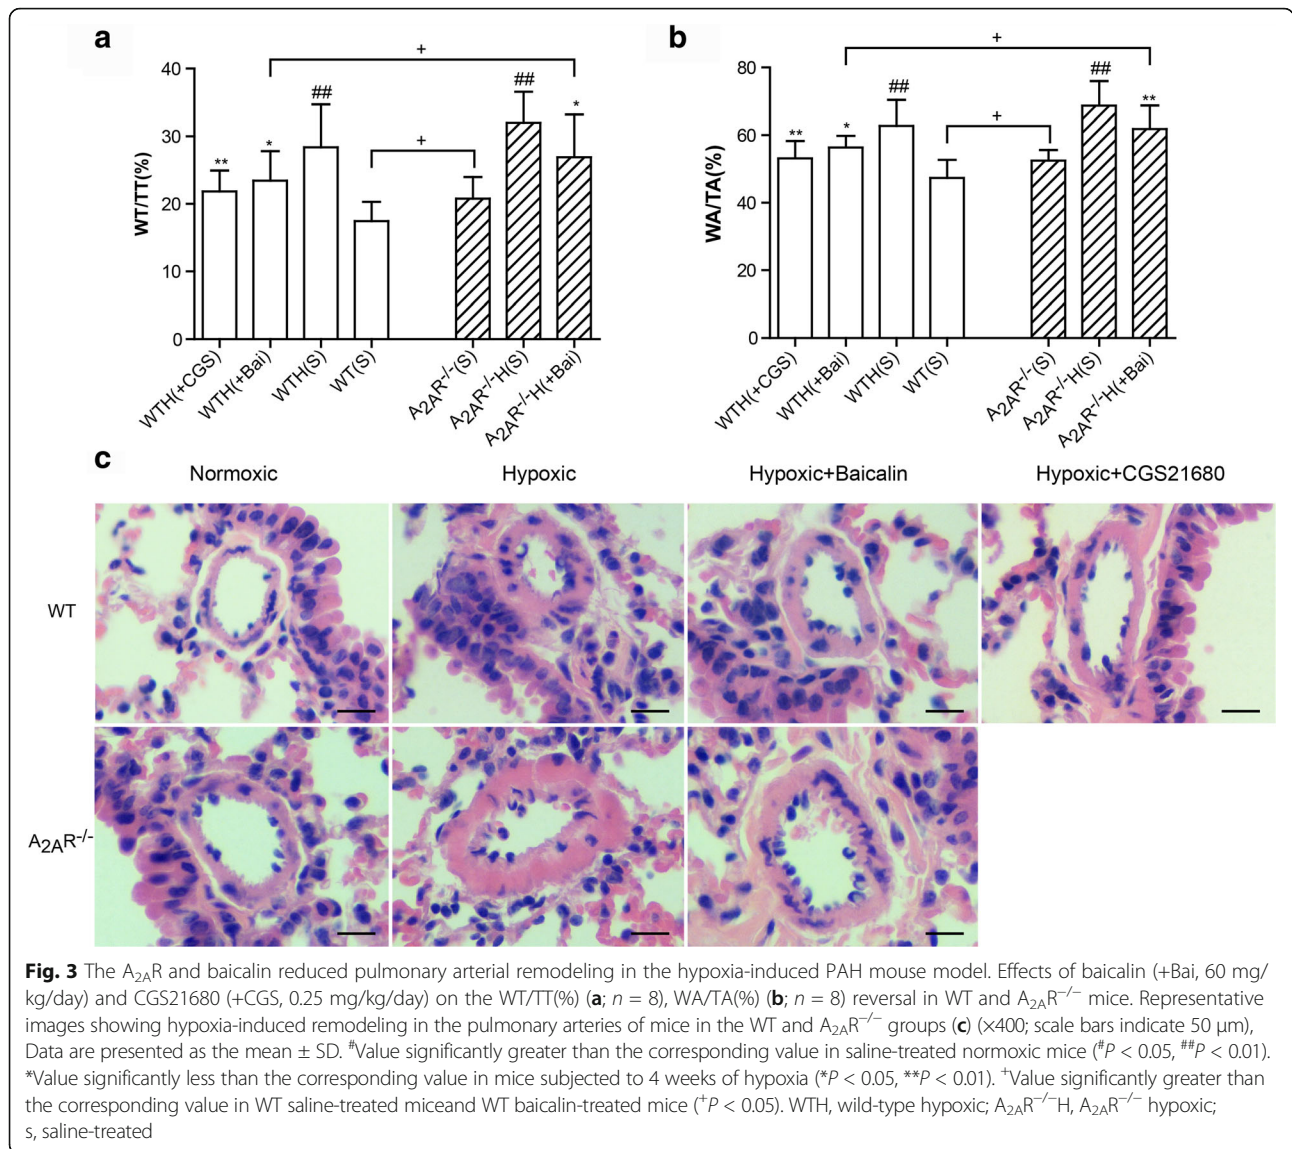 a
WT/TT(%)
40
30
20
10
0
**
*
##
+
+
##
*
WTH(+CGS)
WTH(+Bai)
WTH(S)
WT(S)
A2AR-/-(S)
A2AR-/-H(S)
A2AR-/-H(+Bai)
b
WA/TA(%)
80
60
40
20
0
**
*
##
+
+
##
**
WTH(+CGS)
WTH(+Bai)
WTH(S)
WT(S)
A2AR-/-(S)
A2AR-/-H(S)
A2AR-/-H(+Bai)
c
Normoxic
Hypoxic
Hypoxic+Baicalin
Hypoxic+CGS21680
WT
A2AR-/-
Fig. 3 The A2AR and baicalin reduced pulmonary arterial remodeling in the hypoxia-induced PAH mouse model. Effects of baicalin (+Bai, 60 mg/
kg/day) and CGS21680 (+CGS, 0.25 mg/kg/day) on the WT/TT(%) (a; n = 8), WA/TA(%) (b; n = 8) reversal in WT and A2AR−/− mice. Representative
images showing hypoxia-induced remodeling in the pulmonary arteries of mice in the WT and A2AR−/− groups (c) (×400; scale bars indicate 50 μm),
Data are presented as the mean ± SD. #Value significantly greater than the corresponding value in saline-treated normoxic mice (#P < 0.05, ##P < 0.01).
*Value significantly less than the corresponding value in mice subjected to 4 weeks of hypoxia (*P < 0.05, **P < 0.01). +Value significantly greater than
the corresponding value in WT saline-treated miceand WT baicalin-treated mice (+P < 0.05). WTH, wild-type hypoxic; A2AR−/−H, A2AR−/− hypoxic;
s, saline-treated